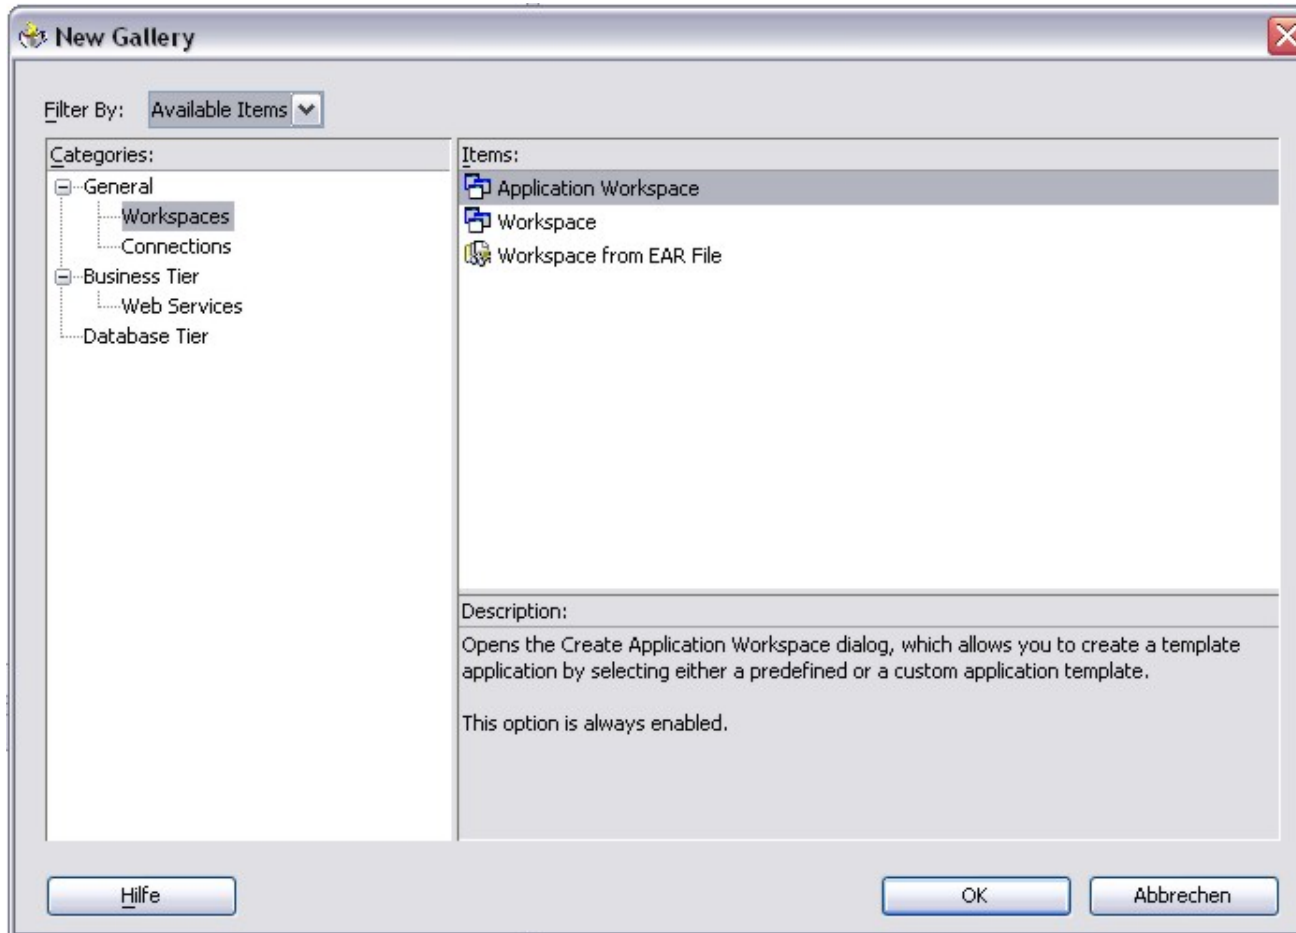 New Gallery
Filter By: Available Items
Categories:
General
Workspaces
Connections
Business Tier
Web Services
Database Tier
Items:
Application Workspace
Workspace
Workspace from EAR File
Description:
Opens the Create Application Workspace dialog, which allows you to create a template
application by selecting either a predefined or a custom application template.
This option is always enabled.
Hilfe
OK
Abbrechen